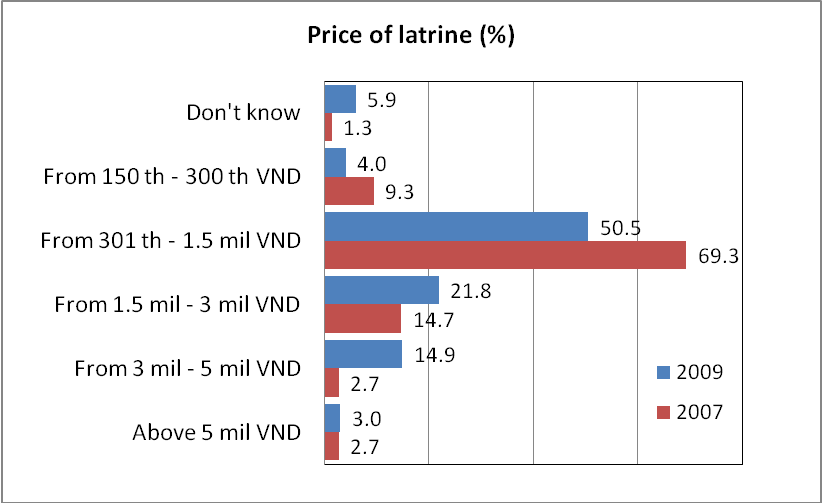 Price of latrine (%)
Don't know
5.9
1.3
From 150 th - 300 th VND
4.0
9.3
From 301 th - 1.5 mil VND
50.5
69.3
From 1.5 mil - 3 mil VND
21.8
14.7
From 3 mil - 5 mil VND
14.9
2.7
Above 5 mil VND
3.0
2.7
2009
2007